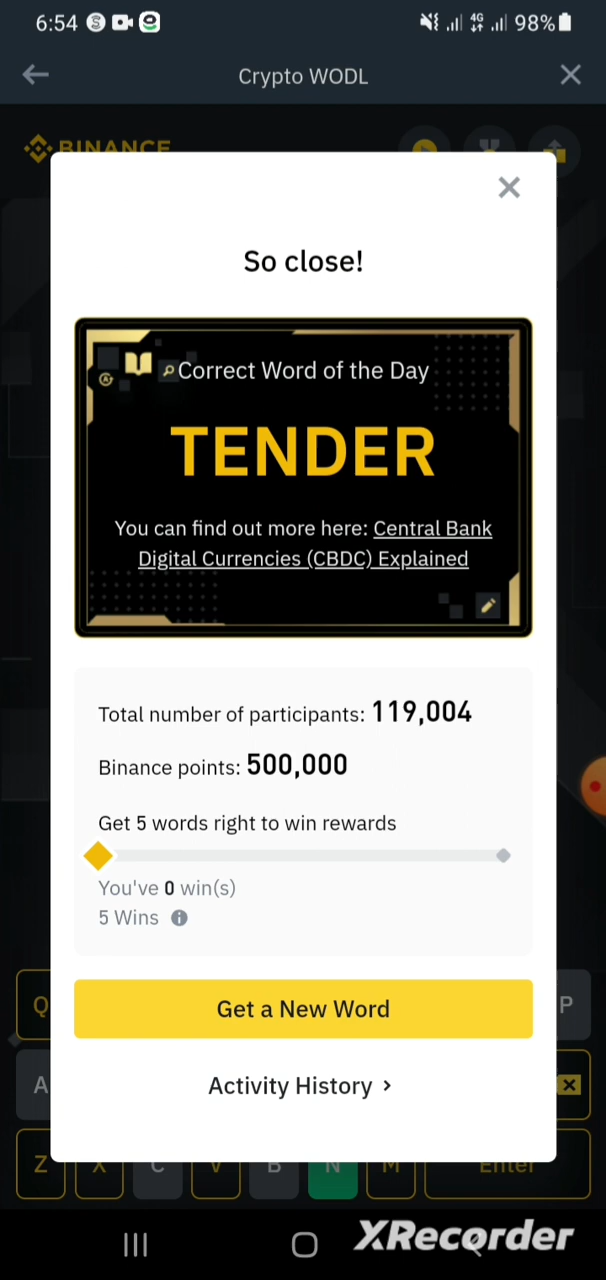 6:54
4G
98%
Crypto WODL
BINANCE
So close!
Correct Word of the Day
TENDER
You can find out more here: Central Bank
Digital Currencies (CBDC) Explained
Total number of participants: 119,004
Binance points: 500,000
Get 5 words right to win rewards
You've 0 win(s)
5 Wins
Q
P
Get a New Word
A
Activity History
Z X C V B N M Enter
XRecorder